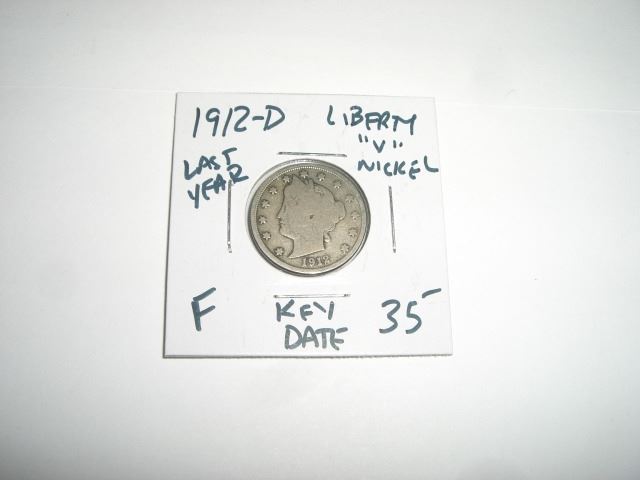 1912-D LIBERTY
"V"
LAST NICKEL
YEAR
1912
F KEY 35-
DATE